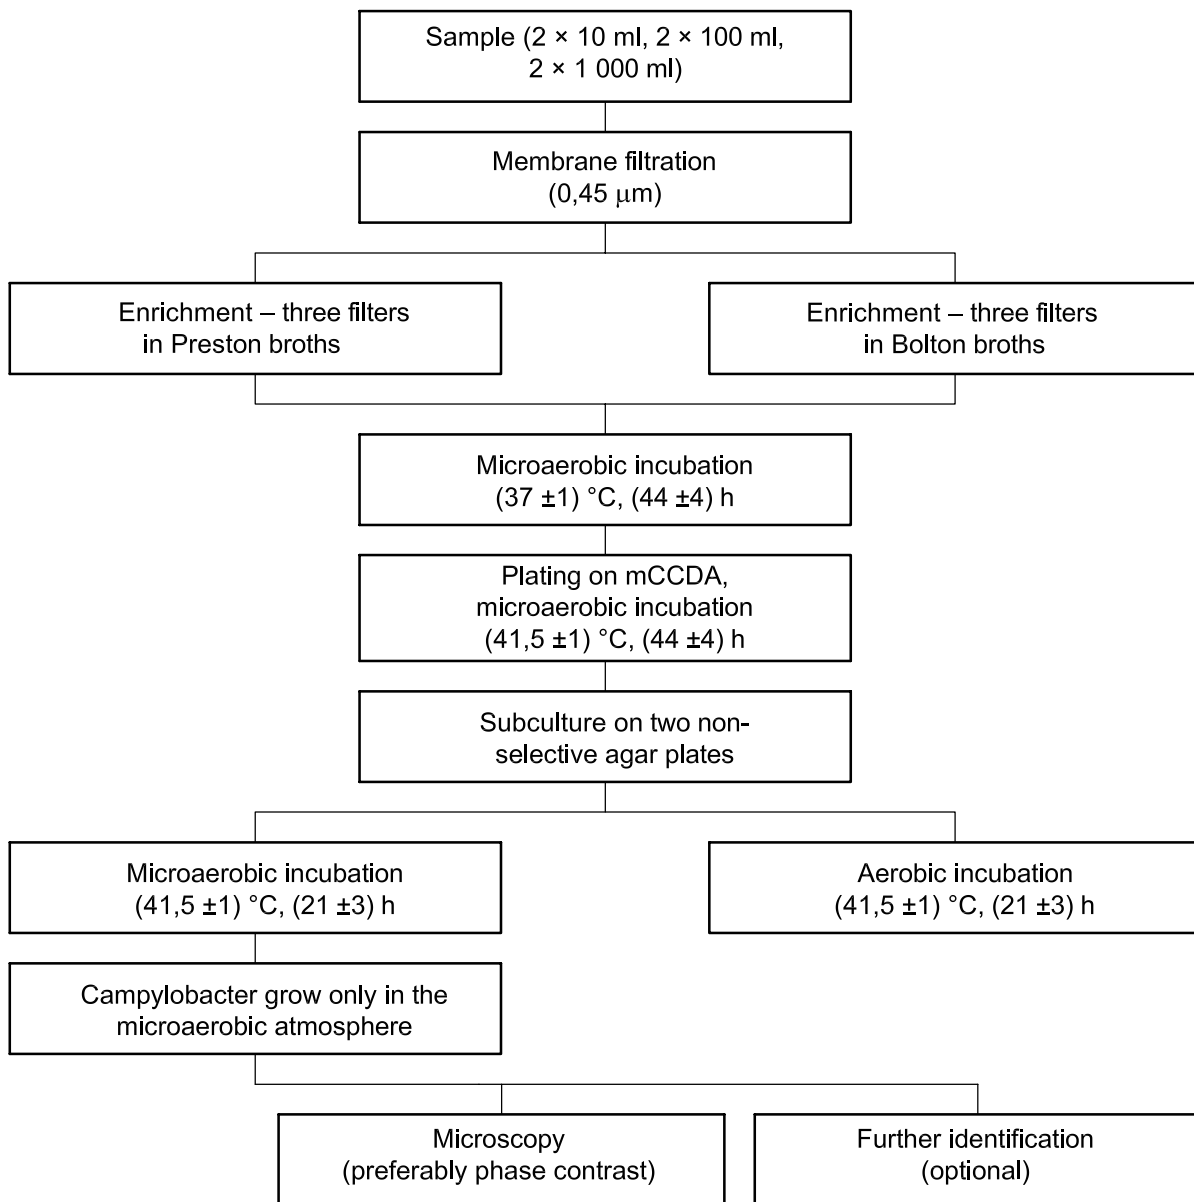 Sample (2 × 10 ml, 2 × 100 ml,
2 × 1 000 ml)
Membrane filtration
(0,45 μm)
Enrichment – three filters
in Preston broths
Enrichment – three filters
in Bolton broths
Microaerobic incubation
(37 ±1) °C, (44 ±4) h
Plating on mCCDA,
microaerobic incubation
(41,5 ±1) °C, (44 ±4) h
Subculture on two non-
selective agar plates
Microaerobic incubation
(41,5 ±1) °C, (21 ±3) h
Aerobic incubation
(41,5 ±1) °C, (21 ±3) h
Campylobacter grow only in the
microaerobic atmosphere
Microscopy
(preferably phase contrast)
Further identification
(optional)